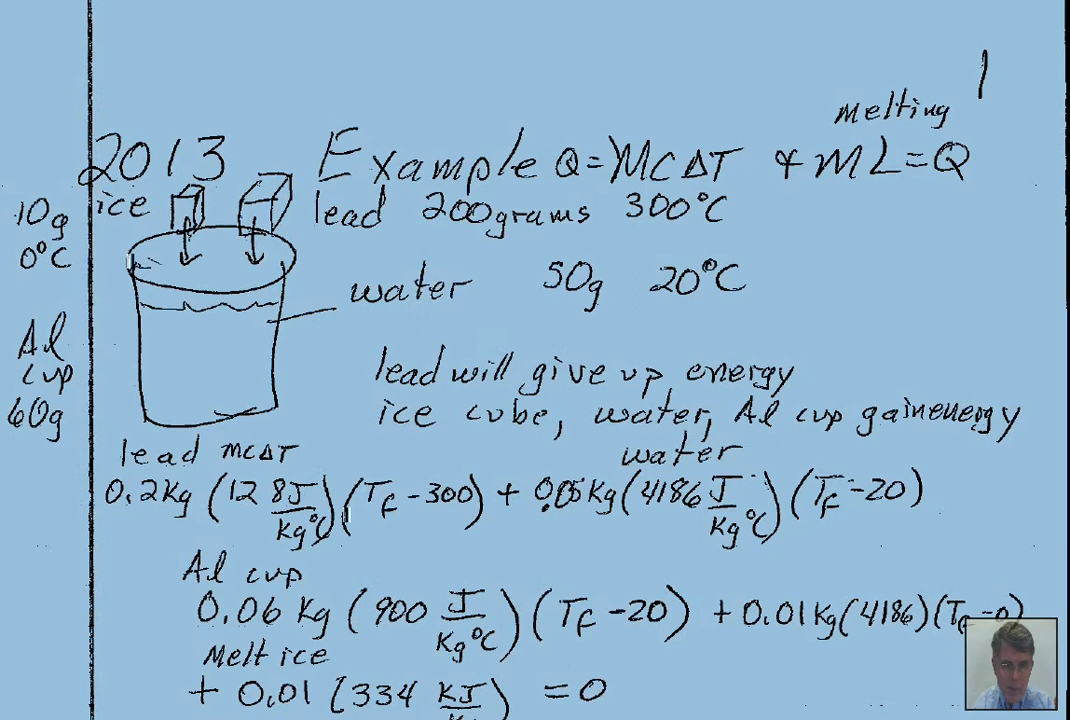 1
melting
2013 Example Q=MCΔT & mL=Q
10g ice lead 200grams 300°C
0°C
water 50g 20°C
Al
cup
60g
lead will give up energy
ice cube, water, Al cup gain energy
lead MCΔT water
0.2Kg (128 J/Kg°C)(Tf-300) + 0.05Kg(4186 J/Kg°C)(Tf-20)
Al cup
0.06 Kg (900 J/Kg°C)(Tf-20) + 0.01Kg(4186)(Tf-0)
Melt ice
+ 0.01 (334 KJ/Kg) = 0